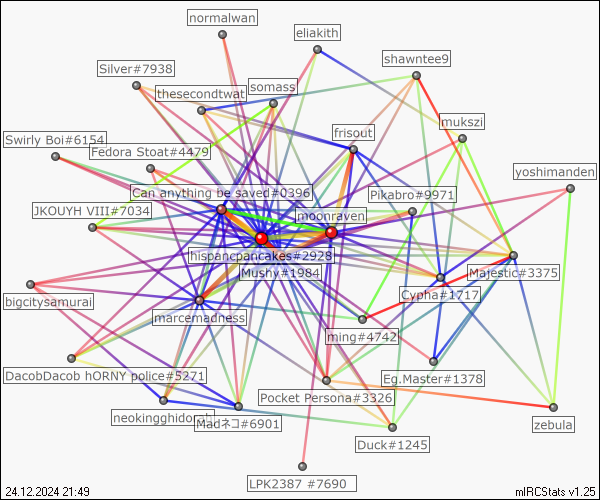 normalwan
eliakith
shawntee9
Silver#7938
somass
thesecondtwat
mukszi
frisout
Swirly Boi#6154
Fedora Stoat#4479
yoshimanden
Can anything be saved#0396
Pikabro#9971
JKOUYH VIII#7034
moonraven
hispancpancakes#2928
Mushy#1984
Majestic#3375
Cypha#1717
bigcitysamurai
marcemadness
ming#4742
DacobDacob hORNY police#5271
Eg.Master#1378
Pocket Persona#3326
neokingghidorah
Madネコ#6901
zebula
Duck#1245
LPK2387 #7690
24.12.2024 21:49
mIRCStats v1.25